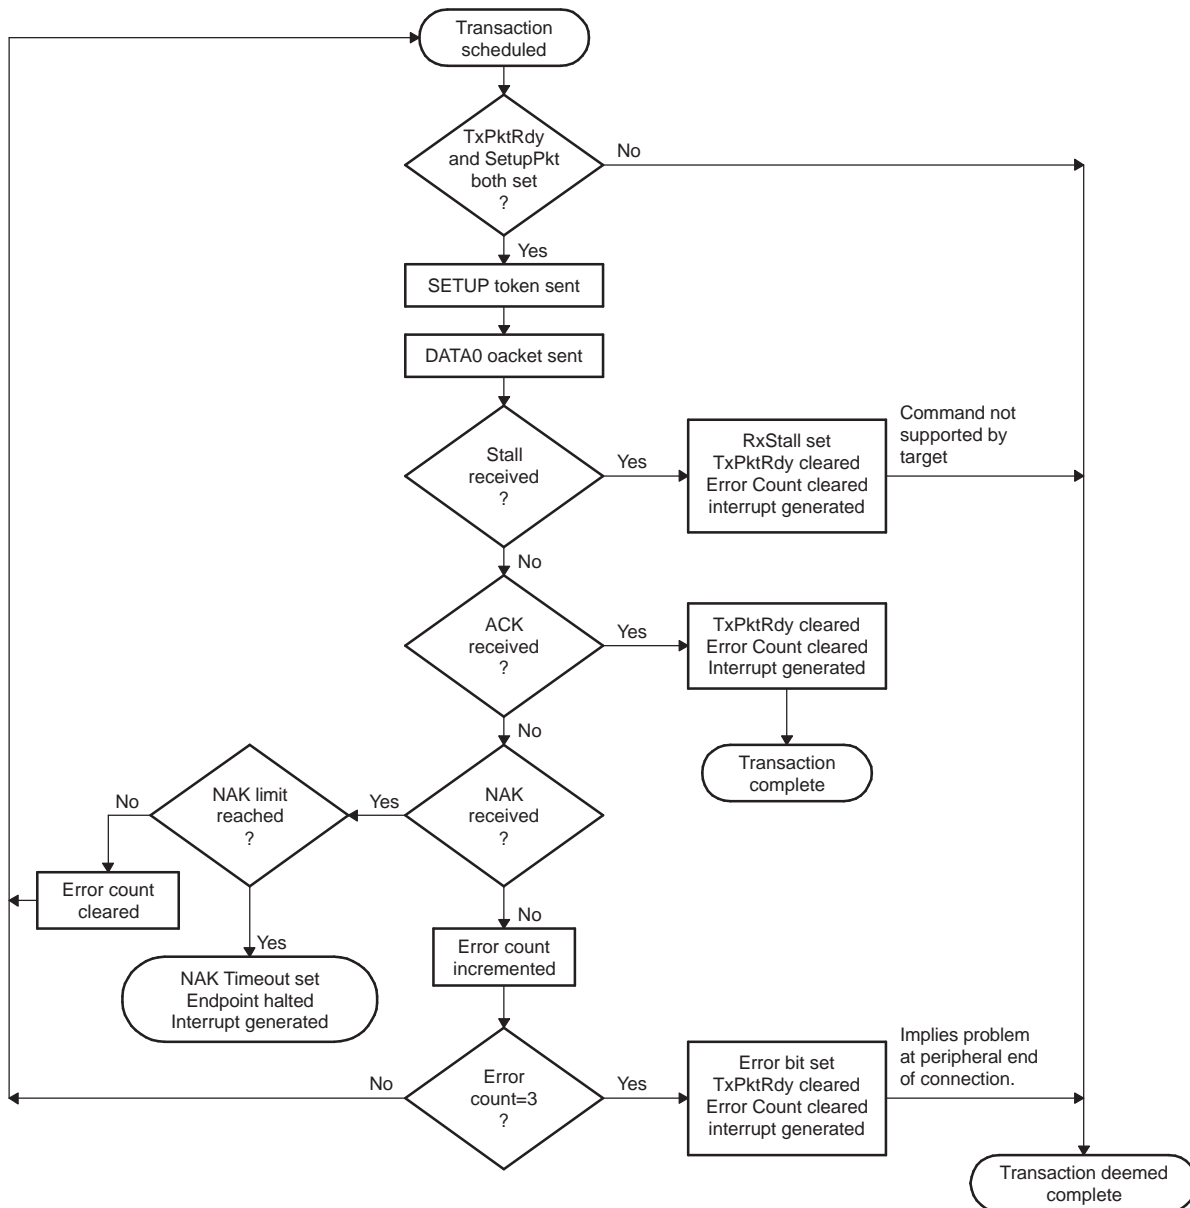 Transaction
scheduled
TxPktRdy
and SetupPkt
both set
?
No
Yes
SETUP token sent
DATA0 oacket sent
Stall
received
?
Yes
RxStall set
TxPktRdy cleared
Error Count cleared
interrupt generated
Command not
supported by
target
No
ACK
received
?
Yes
TxPktRdy cleared
Error Count cleared
Interrupt generated
No
Transaction
complete
NAK
received
?
Yes
NAK limit
reached
?
No
Error count
cleared
Yes
NAK Timeout set
Endpoint halted
Interrupt generated
No
Error count
incremented
Error
count=3
?
No
Yes
Error bit set
TxPktRdy cleared
Error Count cleared
interrupt generated
Implies problem
at peripheral end
of connection.
Transaction deemed
complete